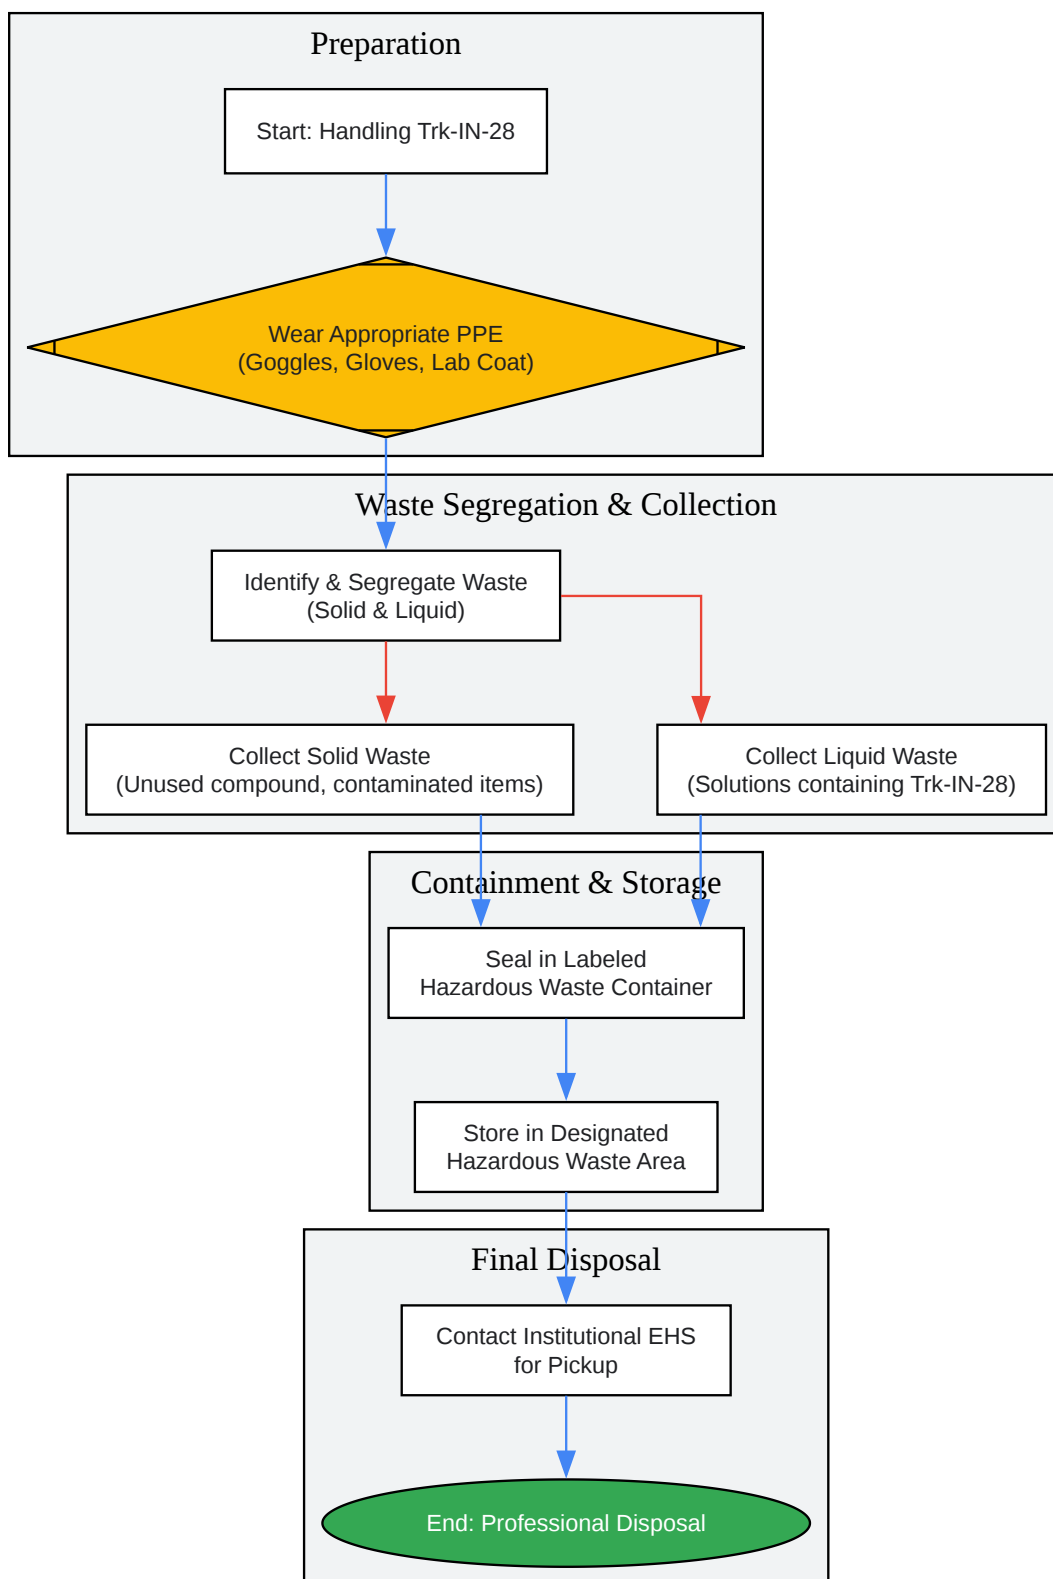 Preparation
Start: Handling Trk-IN-28
Wear Appropriate PPE
(Goggles, Gloves, Lab Coat)
Waste Segregation & Collection
Identify & Segregate Waste
(Solid & Liquid)
Collect Solid Waste
(Unused compound, contaminated items)
Collect Liquid Waste
(Solutions containing Trk-IN-28)
Containment & Storage
Seal in Labeled
Hazardous Waste Container
Store in Designated
Hazardous Waste Area
Final Disposal
Contact Institutional EHS
for Pickup
End: Professional Disposal